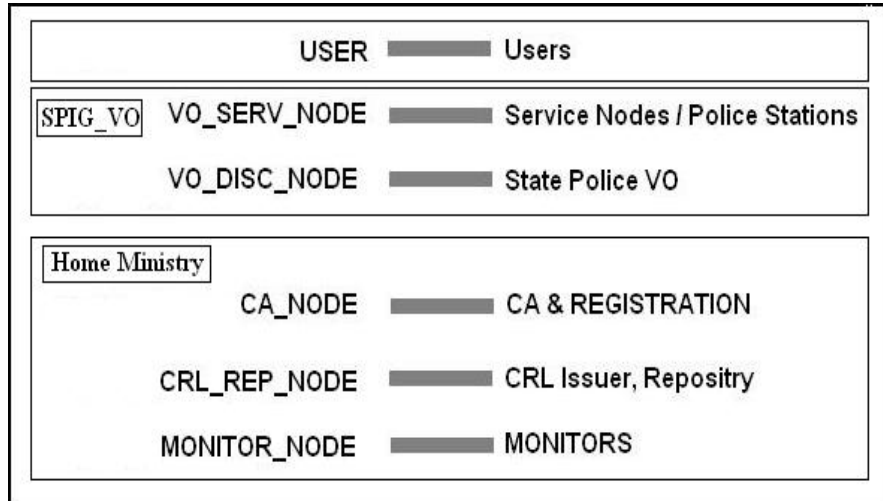 USER Users
SPIG_VO VO_SERV_NODE Service Nodes / Police Stations
VO_DISC_NODE State Police VO
Home Ministry
CA_NODE CA & REGISTRATION
CRL_REP_NODE CRL Issuer, Repositry
MONITOR_NODE MONITORS